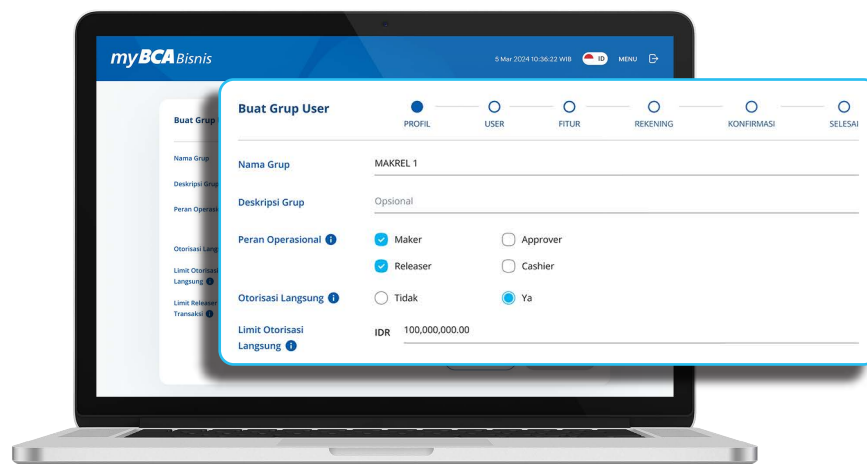 myBCA Bisnis
5 Mar 2024 10:36:22 WIB ID MENU
Buat Grup
Nama Grup
Deskripsi Grup
Peran Operasi
Otorisasi Lang
Limit Otorisasi
Langsung
Limit Releaser
Transaksi
Buat Grup User
PROFIL USER FITUR REKENING KONFIRMASI SELESAI
Nama Grup MAKREL 1
Deskripsi Grup Opsional
Peran Operasional Maker Approver
Releaser Cashier
Otorisasi Langsung Tidak Ya
Limit Otorisasi
Langsung IDR 100,000,000.00